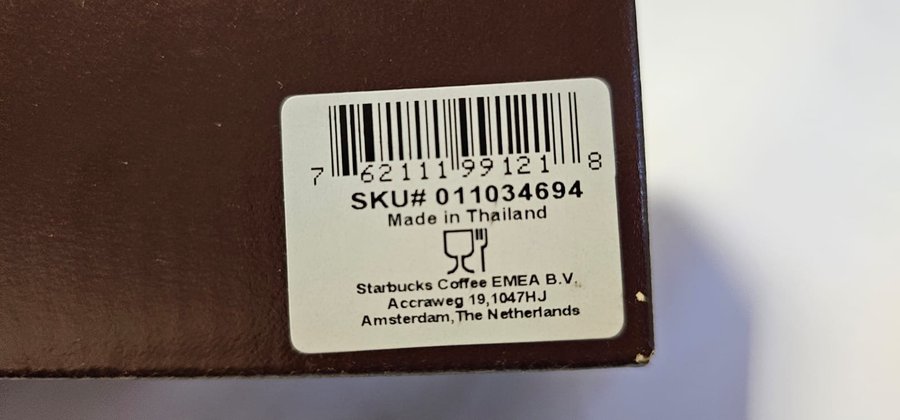 7 62111 99121 8
SKU# 011034694
Made in Thailand
Starbucks Coffee EMEA B.V.
Accraweg 19,1047HJ
Amsterdam,The Netherlands